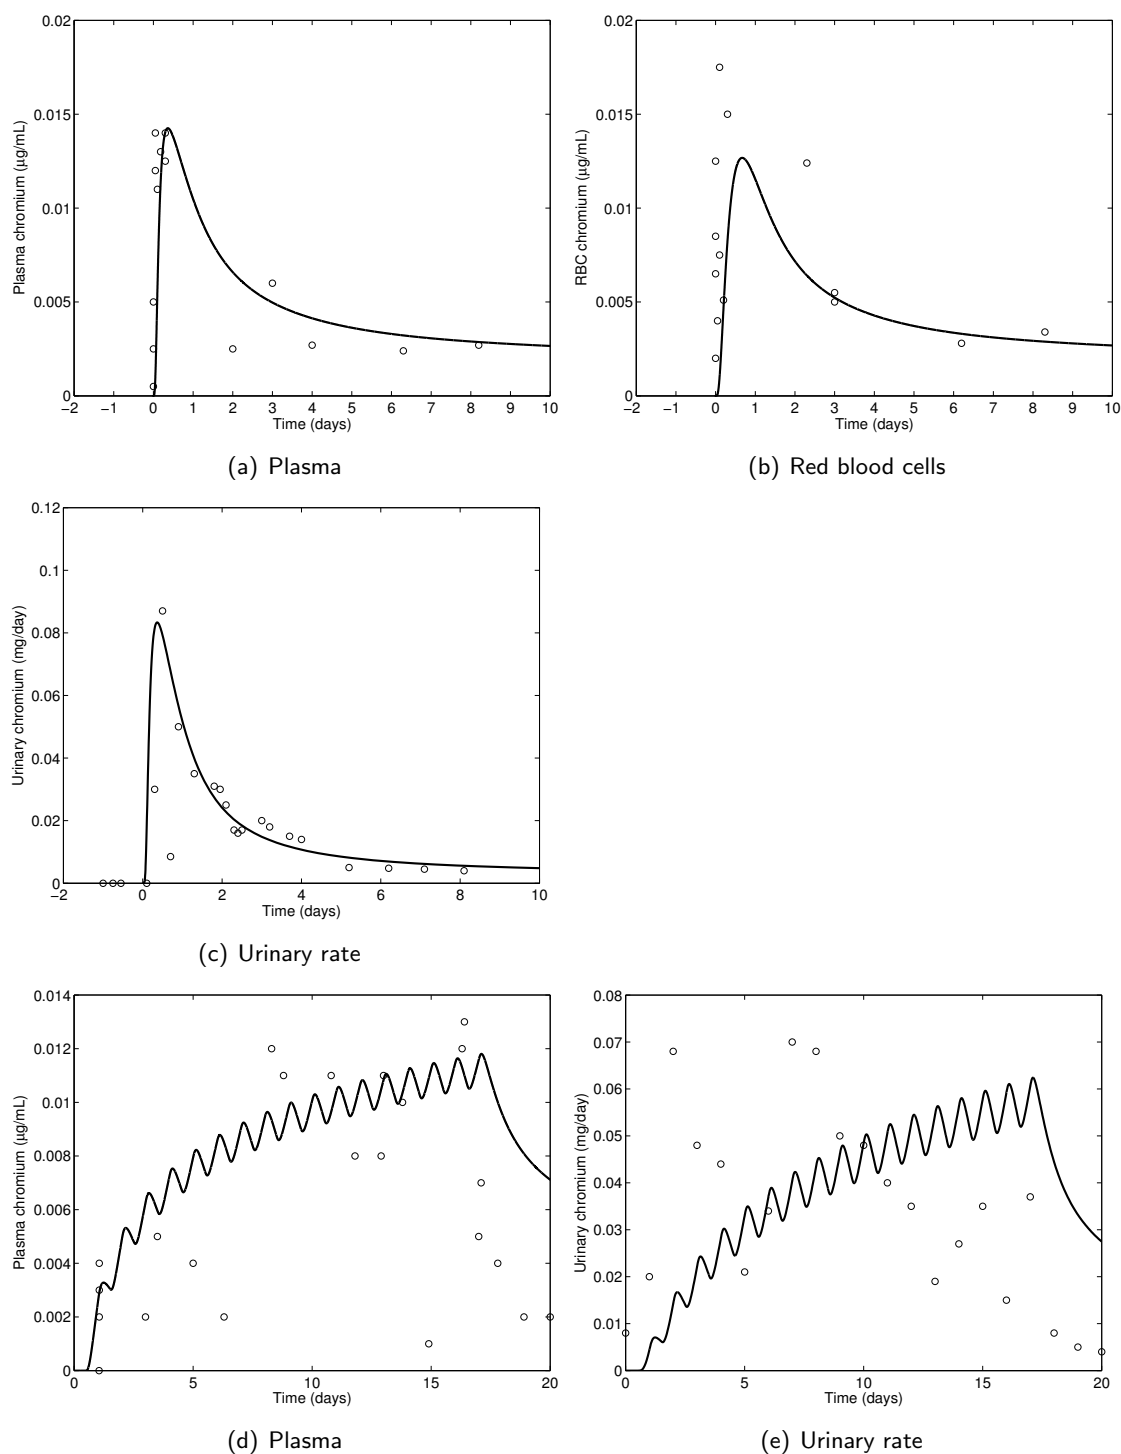 0.02
0.015
0.01
0.005
0
Plasma chromium (µg/mL)
−2 −1 0 1 2 3 4 5 6 7 8 9 10
Time (days)
(a) Plasma
0.02
0.015
0.01
0.005
0
RBC chromium (µg/mL)
−2 −1 0 1 2 3 4 5 6 7 8 9 10
Time (days)
(b) Red blood cells
0.12
0.1
0.08
0.06
0.04
0.02
0
Urinary chromium (mg/day)
−2 0 2 4 6 8 10
Time (days)
(c) Urinary rate
0.014
0.012
0.01
0.008
0.006
0.004
0.002
0
Plasma chromium (µg/mL)
0 5 10 15 20
Time (days)
(d) Plasma
0.08
0.07
0.06
0.05
0.04
0.03
0.02
0.01
0
Urinary chromium (mg/day)
0 5 10 15 20
Time (days)
(e) Urinary rate